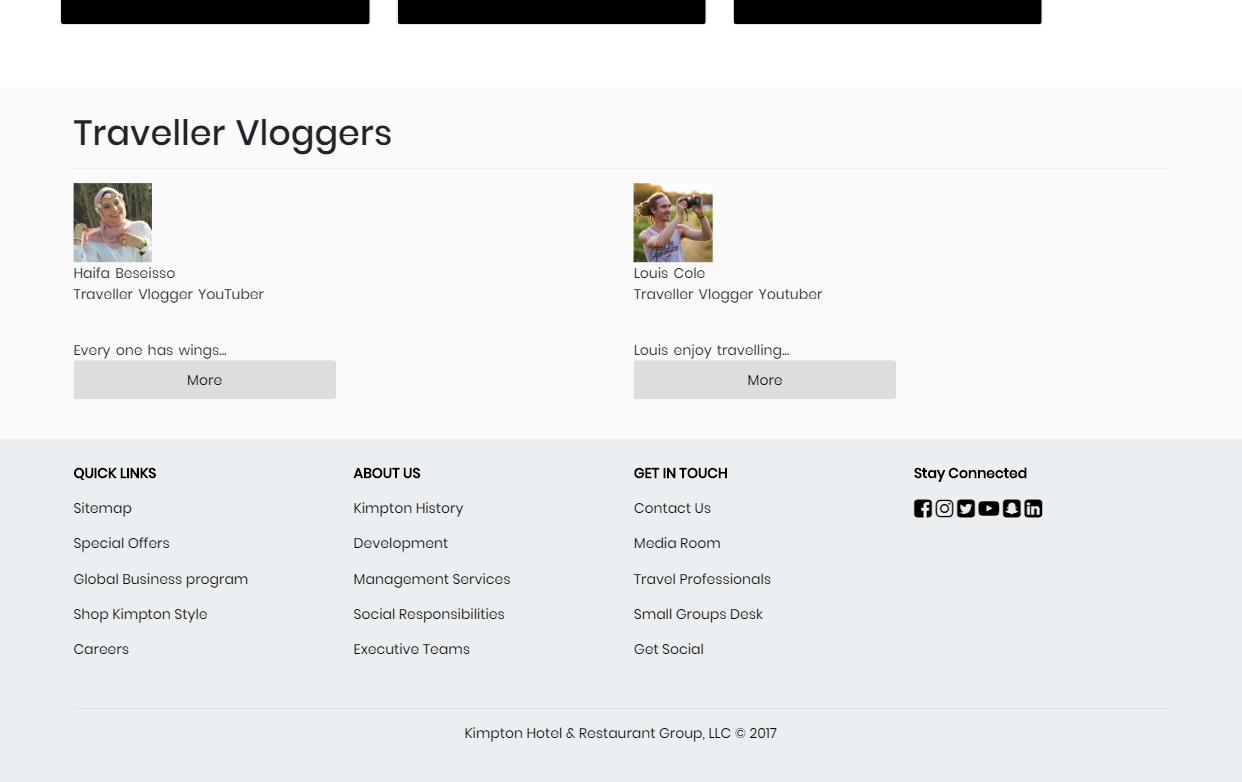 Traveller Vloggers
Haifa Beseisso
Traveller Vlogger YouTuber
Every one has wings...
More
Louis Cole
Traveller Vlogger Youtuber
Louis enjoy travelling...
More
QUICK LINKS
Sitemap
Special Offers
Global Business program
Shop Kimpton Style
Careers
ABOUT US
Kimpton History
Development
Management Services
Social Responsibilities
Executive Teams
GET IN TOUCH
Contact Us
Media Room
Travel Professionals
Small Groups Desk
Get Social
Stay Connected
Kimpton Hotel & Restaurant Group, LLC © 2017